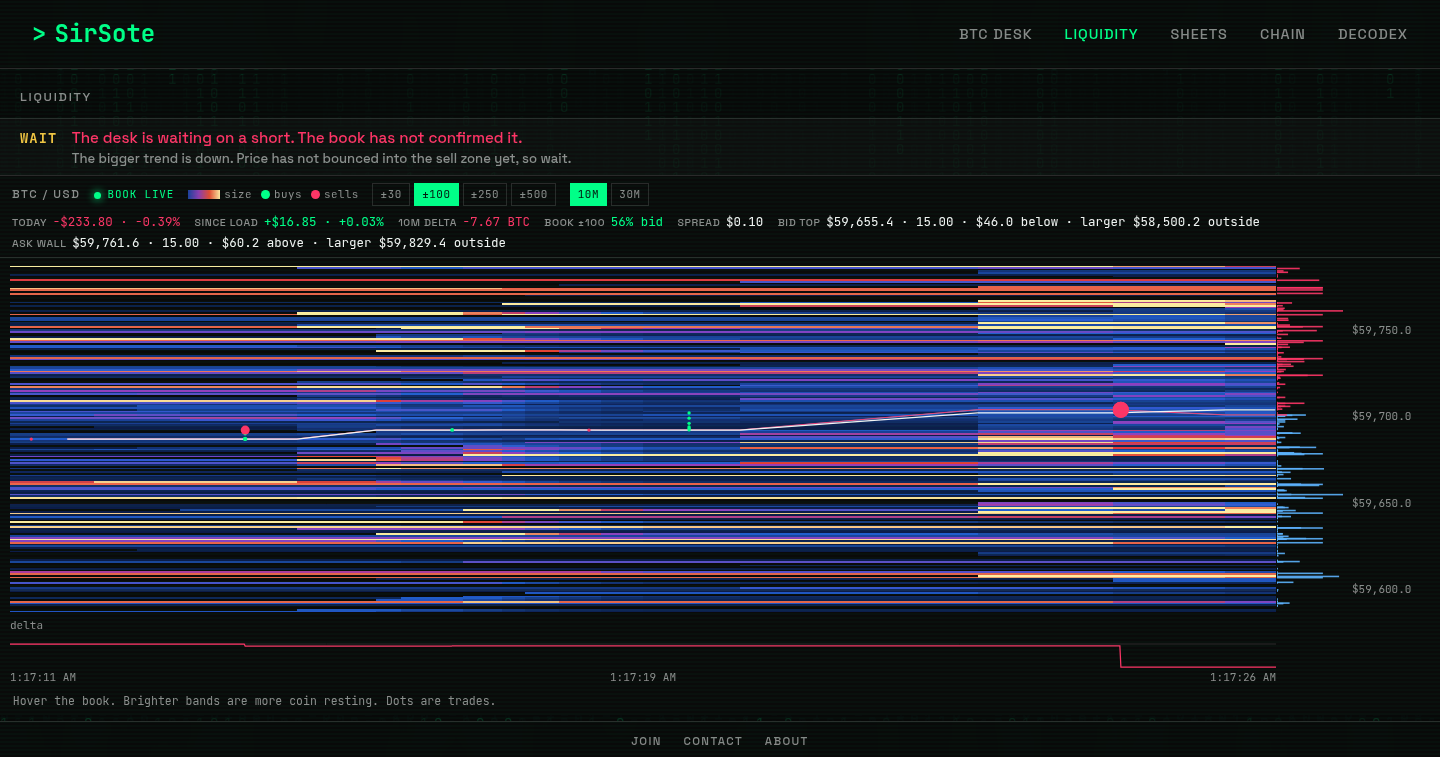 > SirSote
BTC DESK LIQUIDITY SHEETS CHAIN DECODEX
LIQUIDITY
WAIT The desk is waiting on a short. The book has not confirmed it.
The bigger trend is down. Price has not bounced into the sell zone yet, so wait.
BTC / USD BOOK LIVE size buys sells ±30 ±100 ±250 ±500 10M 30M
TODAY -$233.80 · -0.39% SINCE LOAD +$16.85 · +0.03% 10M DELTA -7.67 BTC BOOK ±100 56% bid SPREAD $0.10 BID TOP $59,655.4 · 15.00 · $46.0 below · larger $58,500.2 outside
ASK WALL $59,761.6 · 15.00 · $60.2 above · larger $59,829.4 outside
$59,750.0
$59,700.0
$59,650.0
$59,600.0
delta
1:17:11 AM 1:17:19 AM 1:17:26 AM
Hover the book. Brighter bands are more coin resting. Dots are trades.
JOIN CONTACT ABOUT